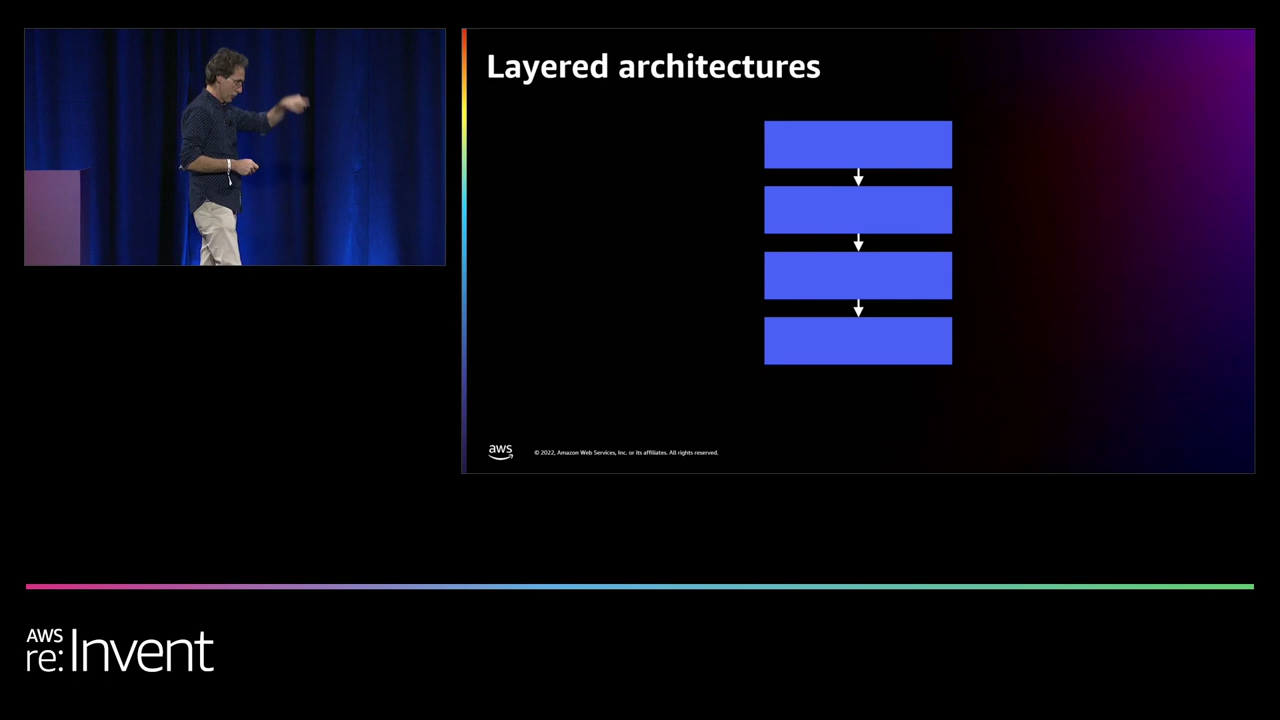 Layered architectures
aws
© 2022, Amazon Web Services, Inc. or its affiliates. All rights reserved.
AWS
re:Invent